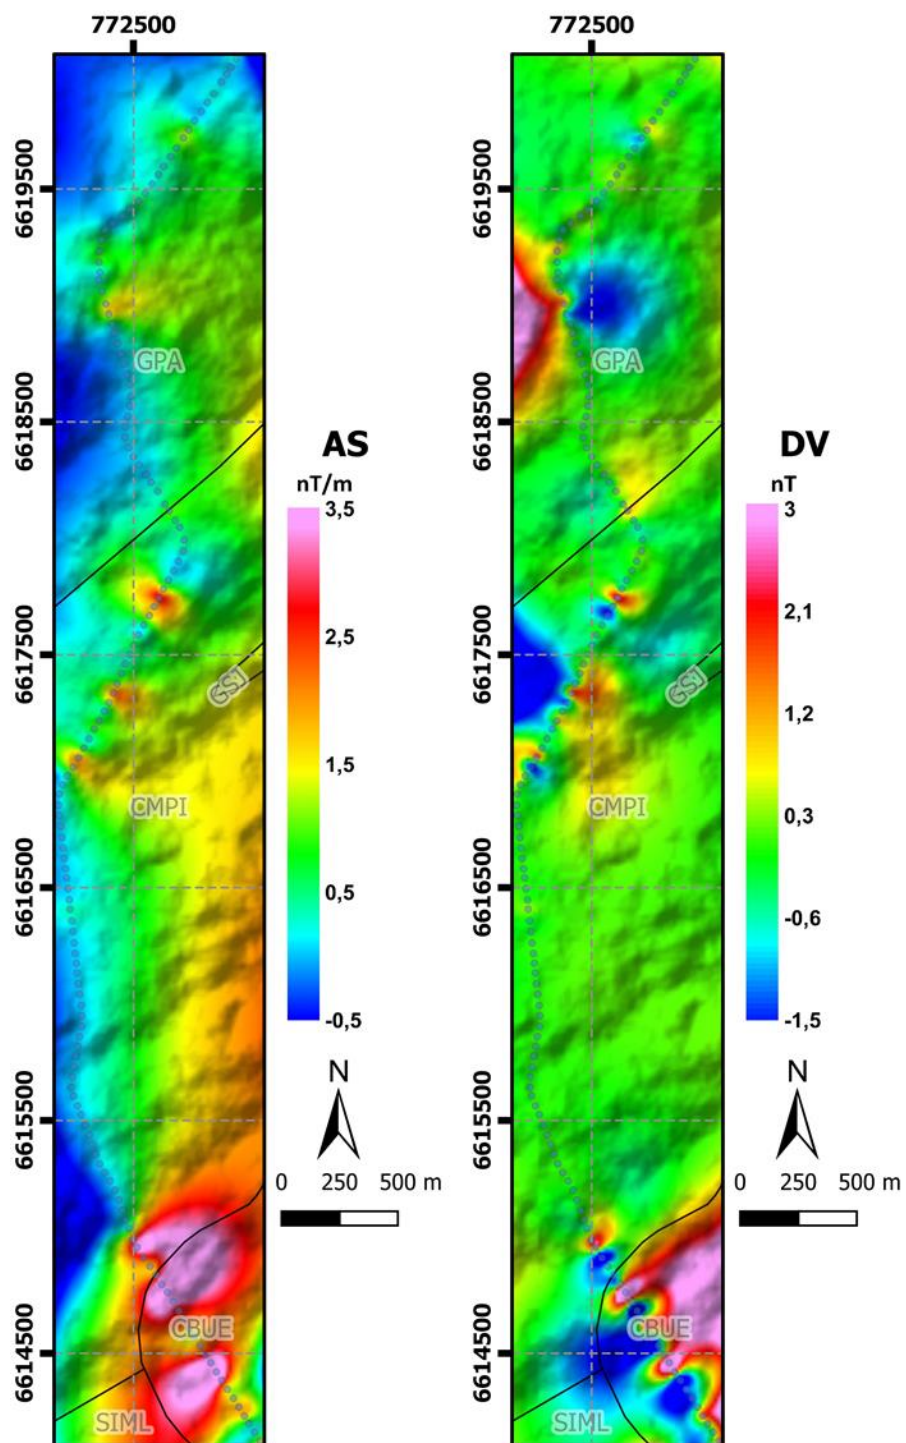 772500
6619500
6618500
6617500
6616500
6615500
6614500
GPA
GSJ
CMPI
CBUE
SIML
AS
nT/m
3,5
2,5
1,5
0,5
-0,5
N
0 250 500 m
772500
6619500
6618500
6617500
6616500
6615500
6614500
GPA
GSJ
CMPI
CBUE
SIML
DV
nT
3
2,1
1,2
0,3
-0,6
-1,5
N
0 250 500 m